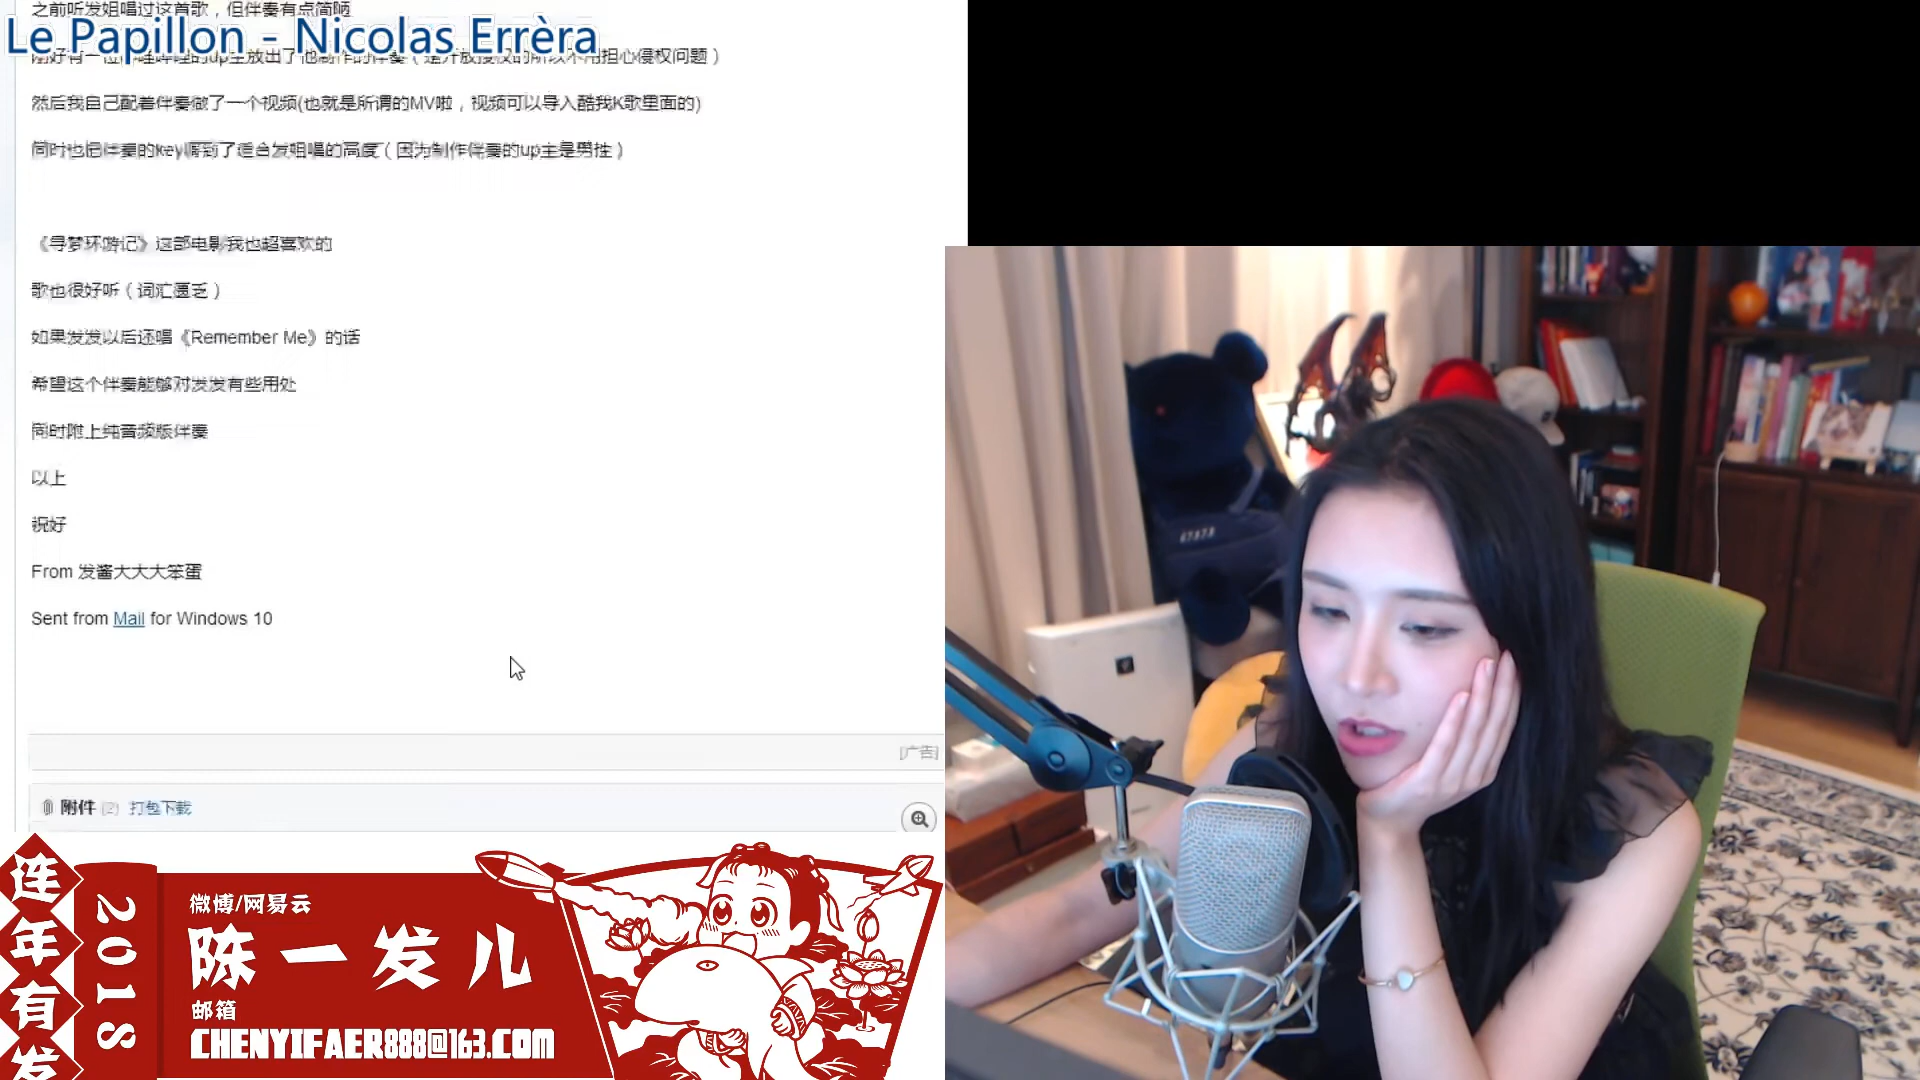 之前听发姐唱过这首歌，但伴奏有点简陋
Le Papillon - Nicolas Errèra
然后我自己配着伴奏做了一个视频(也就是所谓的MV啦，视频可以导入酷我K歌里面的)
同时也把伴奏的key调到了适合发姐唱的高度（因为制作伴奏的up主是男性）
《寻梦环游记》这部电影我也超喜欢的
歌也很好听（词汇匮乏）
如果发发以后还唱《Remember Me》的话
希望这个伴奏能够对发发有些用处
同时附上纯音频版伴奏
以上
祝好
From 发酱大大大笨蛋
Sent from Mail for Windows 10
[广告]
附件 (2) 打包下载
连年有发
2018
微博/网易云
陈一发儿
邮箱
CHENYIFAER888@163.COM